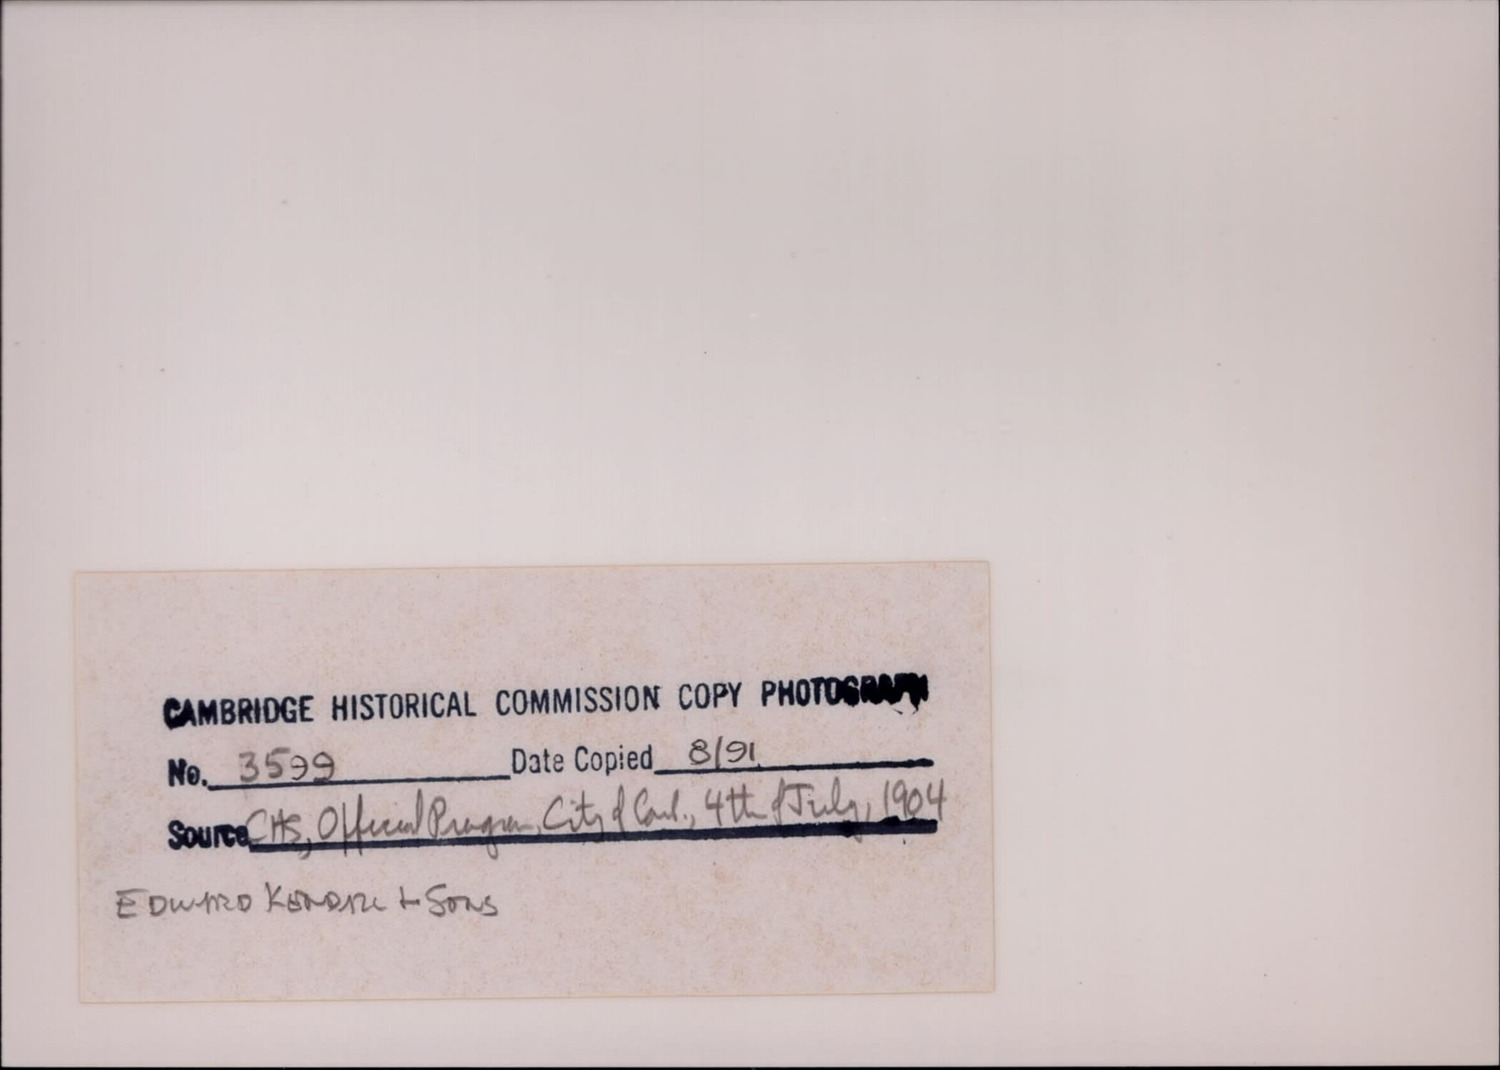 CAMBRIDGE HISTORICAL COMMISSION COPY PHOTOGRAPH
No. 3599 Date Copied 8/91
Source CHS, Official Program, City of Camb., 4th of July, 1904
EDWARD KENDALL + SONS